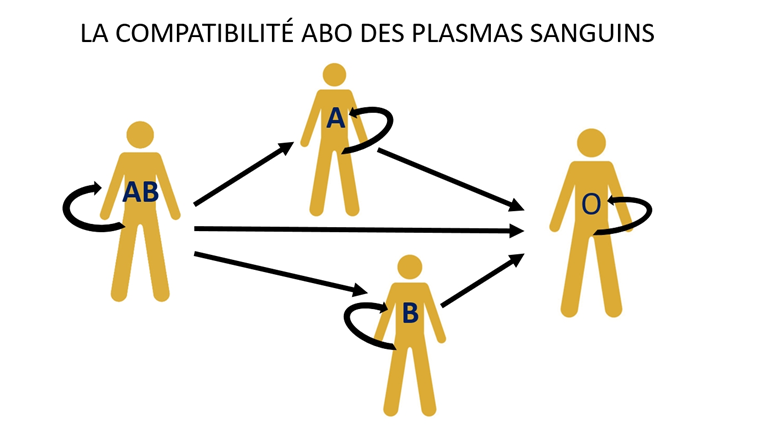 LA COMPATIBILITÉ ABO DES PLASMAS SANGUINS
A
AB
O
B